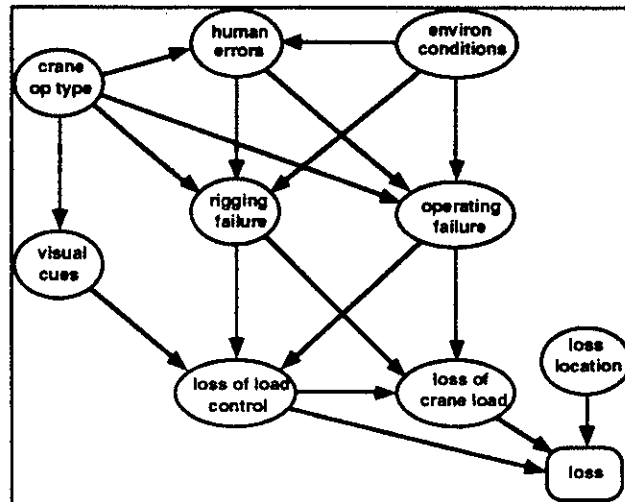 human
errors
environ
conditions
crane
op type
rigging
failure
operating
failure
visual
cues
loss of load
control
loss of
crane load
loss
location
loss